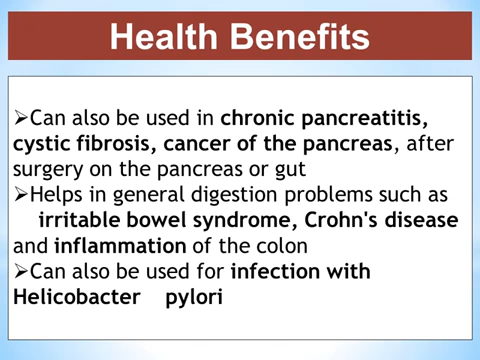 Health Benefits
➢Can also be used in chronic pancreatitis,
cystic fibrosis, cancer of the pancreas, after
surgery on the pancreas or gut
➢Helps in general digestion problems such as
irritable bowel syndrome, Crohn's disease
and inflammation of the colon
➢Can also be used for infection with
Helicobacter pylori